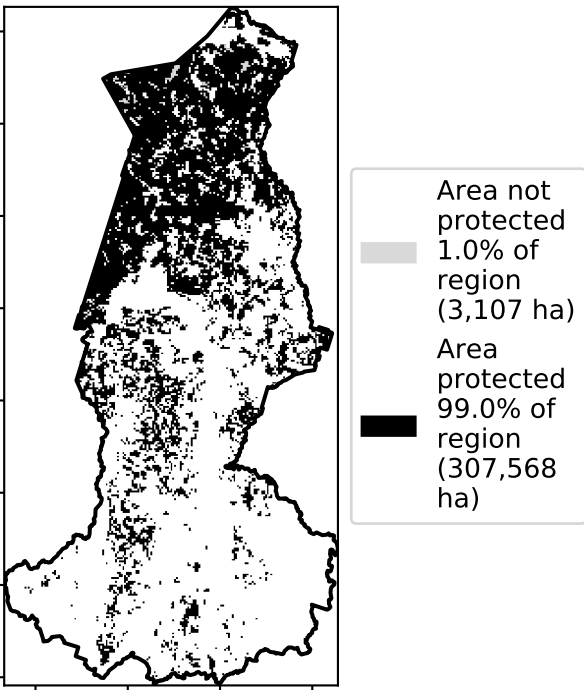 Area not
protected
1.0% of
region
(3,107 ha)
Area
protected
99.0% of
region
(307,568
ha)